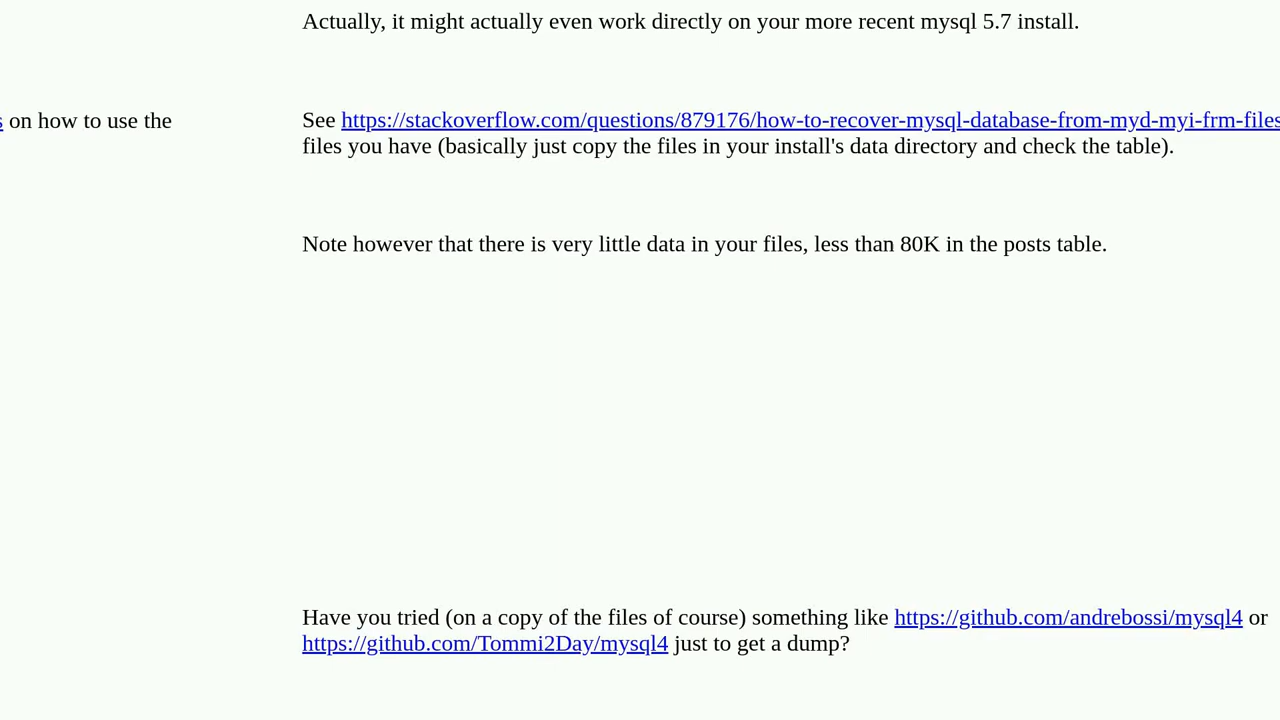 Actually, it might actually even work directly on your more recent mysql 5.7 install.
s on how to use the
See https://stackoverflow.com/questions/879176/how-to-recover-mysql-database-from-myd-myi-frm-files
files you have (basically just copy the files in your install's data directory and check the table).
Note however that there is very little data in your files, less than 80K in the posts table.
Have you tried (on a copy of the files of course) something like https://github.com/andrebossi/mysql4 or
https://github.com/Tommi2Day/mysql4 just to get a dump?